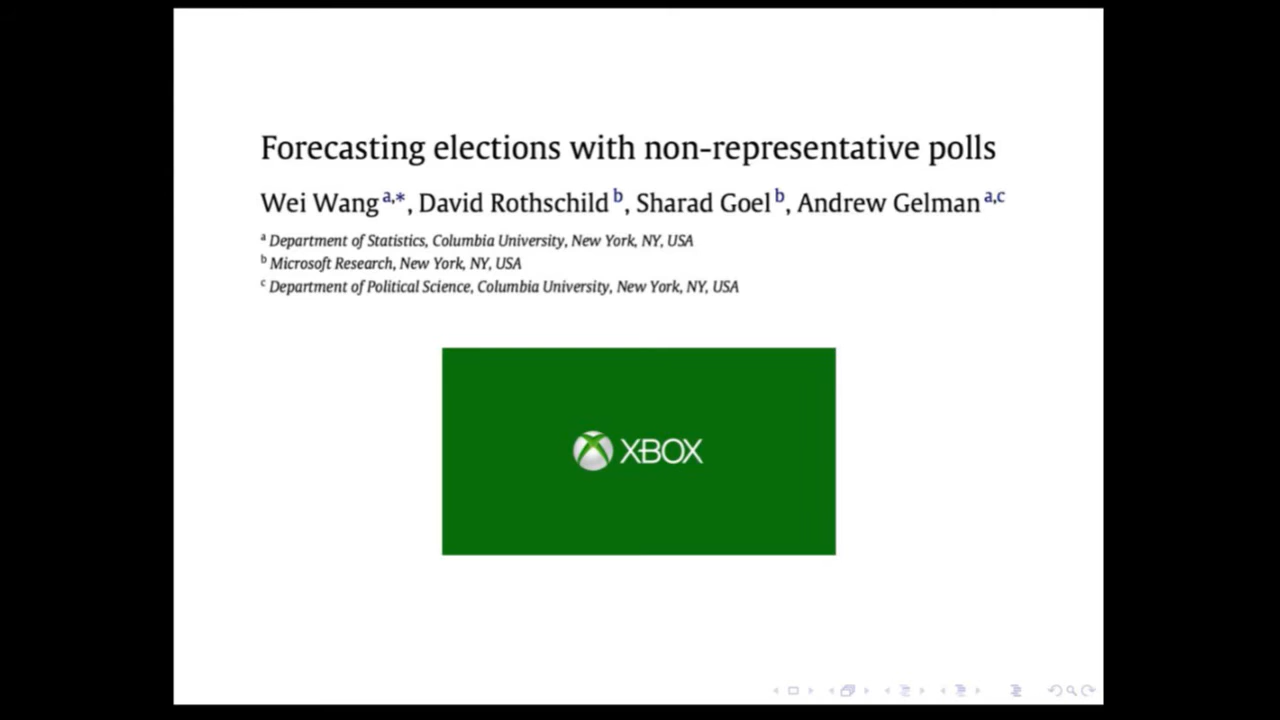 Forecasting elections with non-representative polls
Wei Wang a,*, David Rothschild b, Sharad Goel b, Andrew Gelman a,c
a Department of Statistics, Columbia University, New York, NY, USA
b Microsoft Research, New York, NY, USA
c Department of Political Science, Columbia University, New York, NY, USA
XBOX